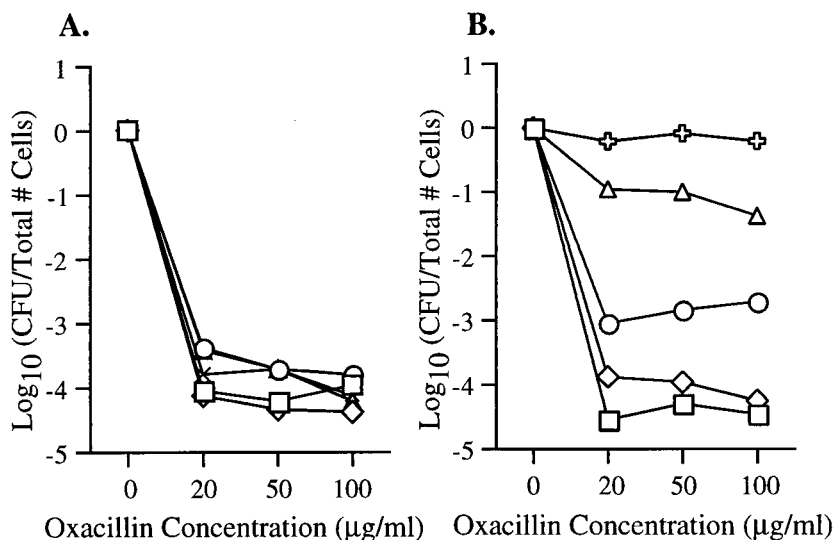 A.
1
0
-1
-2
-3
-4
-5
Log10 (CFU/Total # Cells)
0 20 50 100
Oxacillin Concentration (μg/ml)
B.
1
0
-1
-2
-3
-4
-5
Log10 (CFU/Total # Cells)
0 20 50 100
Oxacillin Concentration (μg/ml)